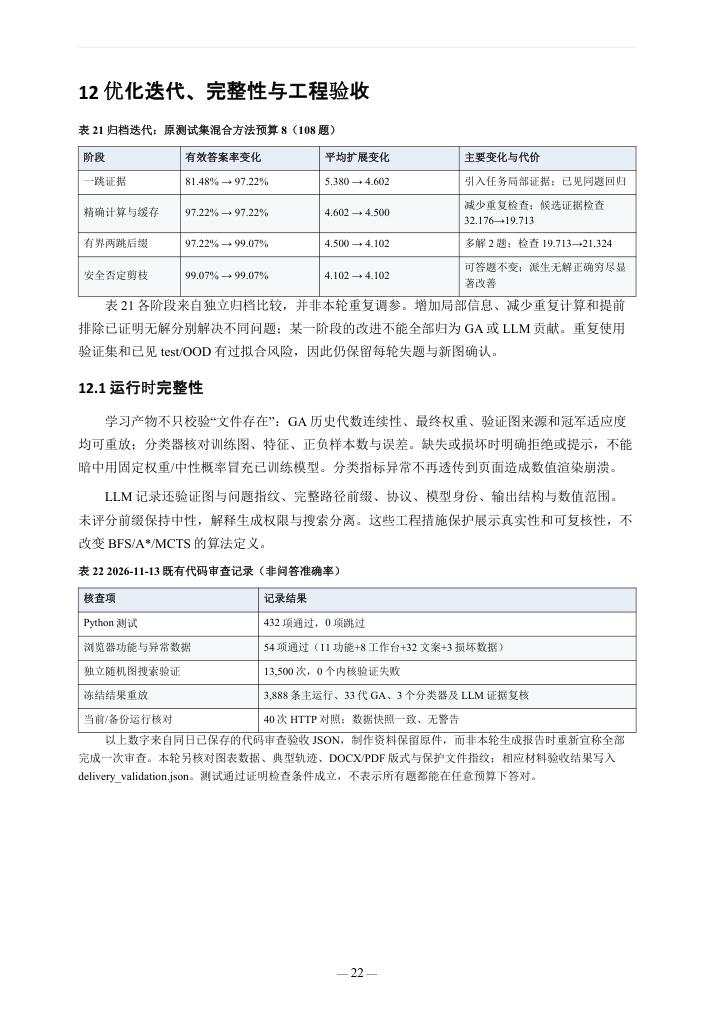 12 优化迭代、完整性与工程验收
表 21 归档迭代：原测试集混合方法预算 8（108 题）
阶段 有效答案率变化 平均扩展变化 主要变化与代价
一跳证据 81.48% → 97.22% 5.380 → 4.602 引入任务局部证据；已见同题回归
精确计算与缓存 97.22% → 97.22% 4.602 → 4.500 减少重复检查；候选证据检查
32.176→19.713
有界两跳后缀 97.22% → 99.07% 4.500 → 4.102 多解 2 题；检查 19.713→21.324
安全否定剪枝 99.07% → 99.07% 4.102 → 4.102 可答题不变；派生无解正确穷尽显
著改善
表 21 各阶段来自独立归档比较，并非本轮重复调参。增加局部信息、减少重复计算和提前
排除已证明无解分别解决不同问题；某一阶段的改进不能全部归为 GA 或 LLM 贡献。重复使用
验证集和已见 test/OOD 有过拟合风险，因此仍保留每轮失题与新图确认。
12.1 运行时完整性
学习产物不只校验“文件存在”：GA 历史代数连续性、最终权重、验证图来源和冠军适应度
均可重放；分类器核对训练图、特征、正负样本数与误差。缺失或损坏时明确拒绝或提示，不能
暗中用固定权重/中性概率冒充已训练模型。分类指标异常不再透传到页面造成数值渲染崩溃。
LLM 记录还验证图与问题指纹、完整路径前缀、协议、模型身份、输出结构与数值范围。
未评分前缀保持中性，解释生成权限与搜索分离。这些工程措施保护展示真实性和可复核性，不
改变 BFS/A*/MCTS 的算法定义。
表 22 2026-11-13 既有代码审查记录（非问答准确率）
核查项 记录结果
Python 测试 432 项通过，0 项跳过
浏览器功能与异常数据 54 项通过（11 功能+8 工作台+32 文案+3 损坏数据）
独立随机图搜索验证 13,500 次，0 个内核验证失败
冻结结果重放 3,888 条主运行、33 代 GA、3 个分类器及 LLM 证据复核
当前/备份运行核对 40 次 HTTP 对照；数据快照一致、无警告
以上数字来自同日已保存的代码审查验收 JSON，制作资料保留原件，而非本轮生成报告时重新宣称全部
完成一次审查。本轮另核对图表数据、典型轨迹、DOCX/PDF 版式与保护文件指纹；相应材料验收结果写入
delivery_validation.json。测试通过证明检查条件成立，不表示所有题都能在任意预算下答对。
— 22 —